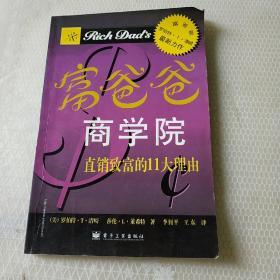 Rich Dad's
富爸爸
商学院
直销致富的11大理由
(美) 罗伯特·T·清崎 莎伦·L·莱希特 著
李钊平 王东 译
电子工业出版社